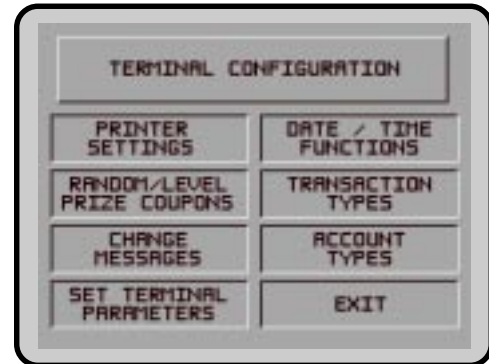 TERMINAL CONFIGURATION
PRINTER
SETTINGS
DATE / TIME
FUNCTIONS
RANDOM/LEVEL
PRIZE COUPONS
TRANSACTION
TYPES
CHANGE
MESSAGES
ACCOUNT
TYPES
SET TERMINAL
PARAMETERS
EXIT